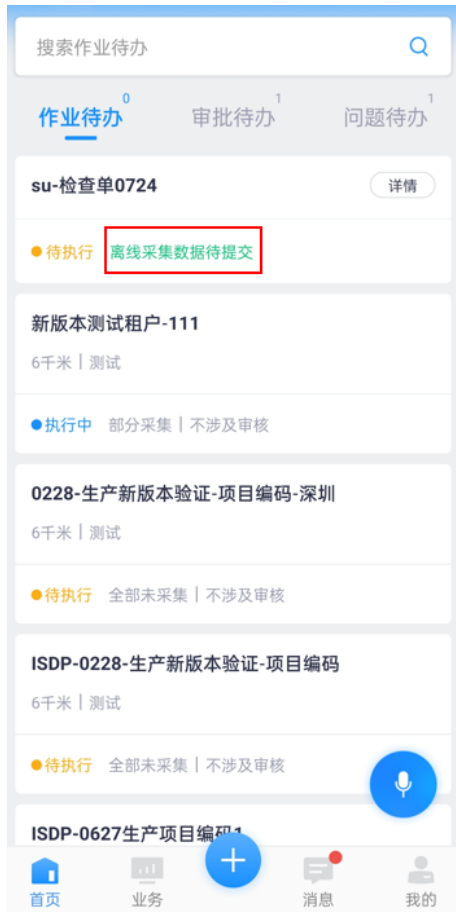 搜索作业待办
作业待办 0 审批待办 1 问题待办 1
su-检查单0724 详情
待执行 离线采集数据待提交
新版本测试租户-111
6千米 | 测试
执行中 部分采集 | 不涉及审核
0228-生产新版本验证-项目编码-深圳
6千米 | 测试
待执行 全部未采集 | 不涉及审核
ISDP-0228-生产新版本验证-项目编码
6千米 | 测试
待执行 全部未采集 | 不涉及审核
ISDP-0627生产项目编码1
首页 业务 消息 我的